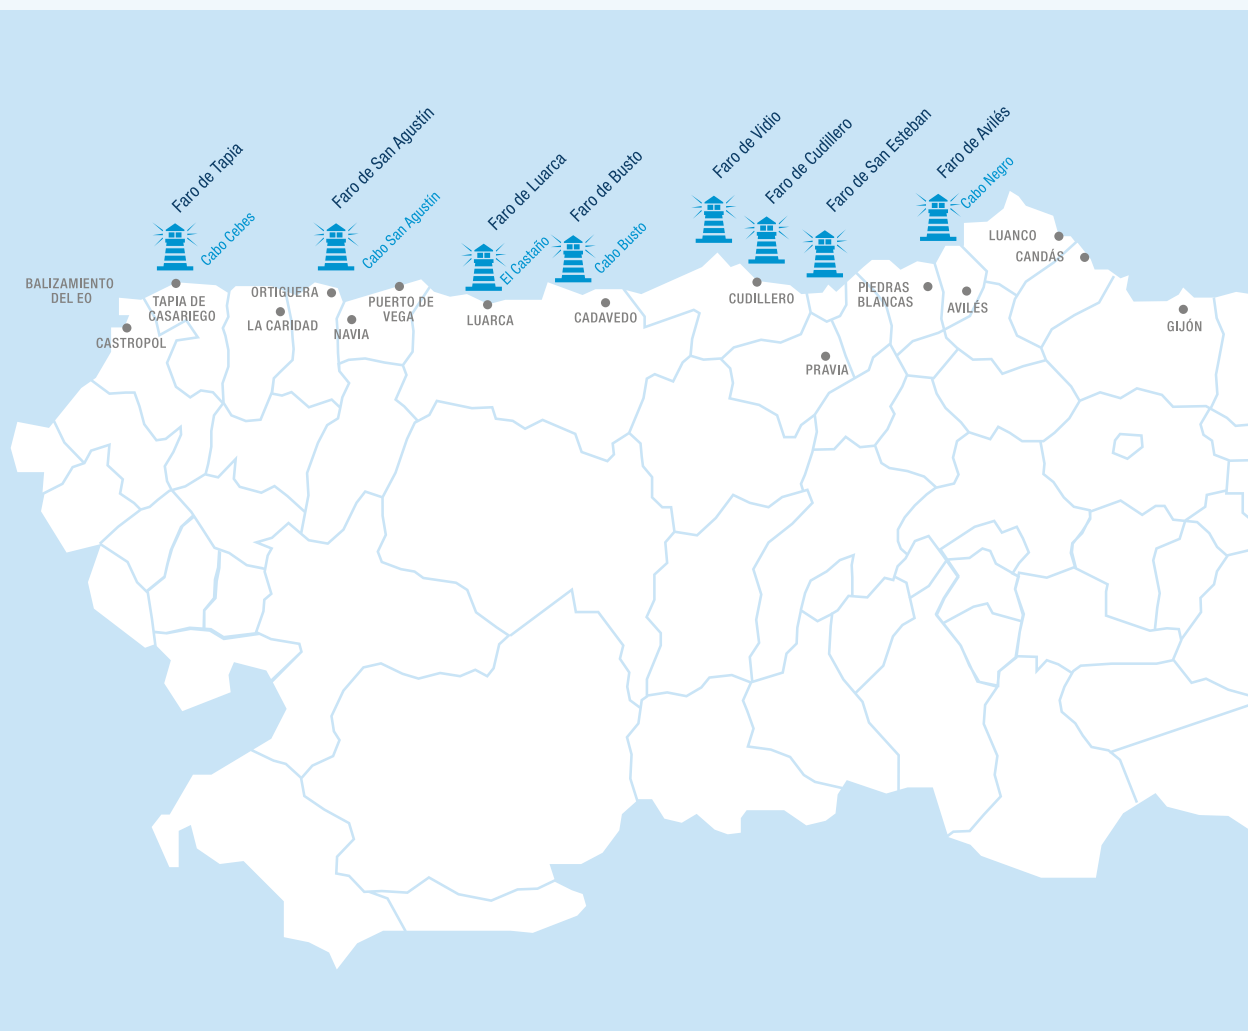 Faro de Tapia
Cabo Cebes
Faro de San Agustín
Cabo San Agustín
Faro de Luarca
El Castaño
Faro de Busto
Cabo Busto
Faro de Vidio
Faro de Cudillero
Faro de San Esteban
Faro de Avilés
Cabo Negro
BALIZAMIENTO
DEL EO
CASTROPOL
TAPIA DE
CASARIEGO
ORTIGUERA
LA CARIDAD
NAVIA
PUERTO DE
VEGA
LUARCA
CADAVEDO
CUDILLERO
PRAVIA
PIEDRAS
BLANCAS
AVILÉS
LUANCO
CANDÁS
GIJÓN